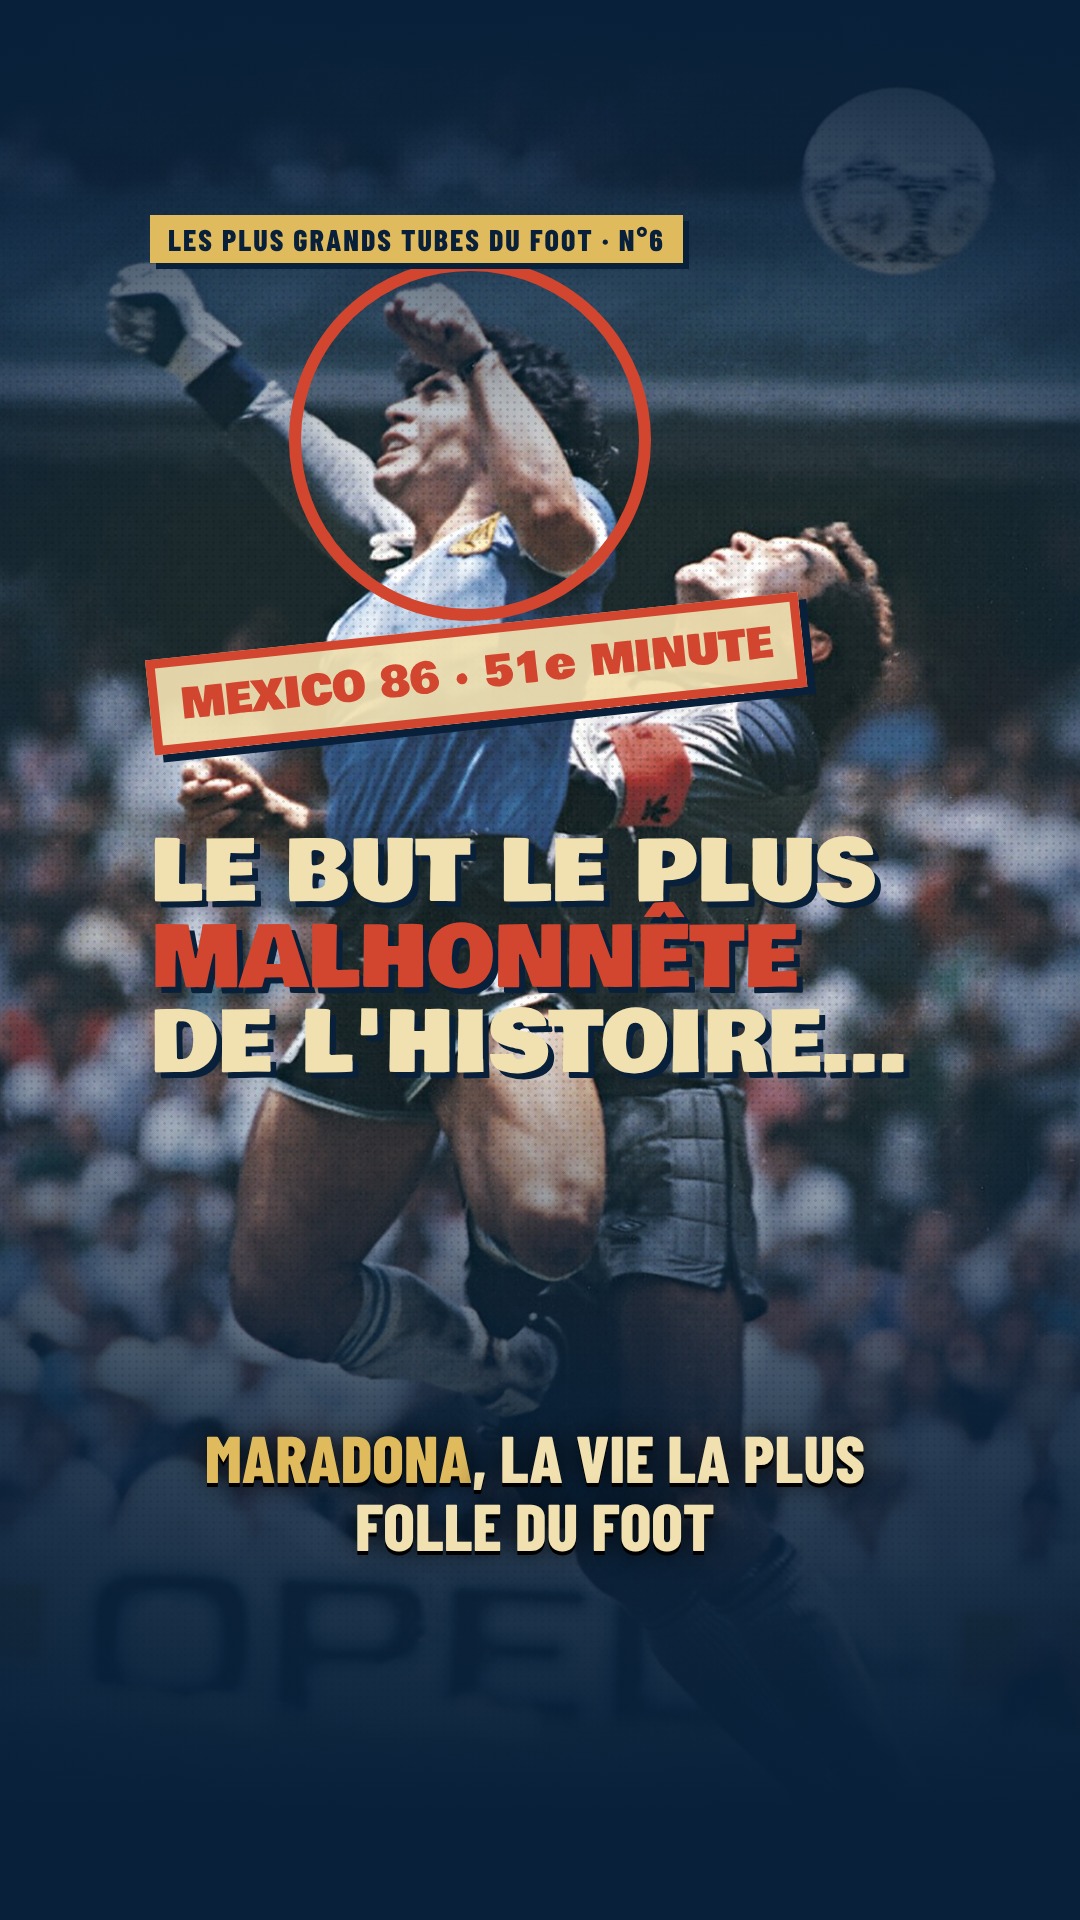 LES PLUS GRANDS TUBES DU FOOT · N°6
MEXICO 86 · 51e MINUTE
LE BUT LE PLUS
MALHONNÊTE
DE L'HISTOIRE...
MARADONA, LA VIE LA PLUS
FOLLE DU FOOT
OPEL